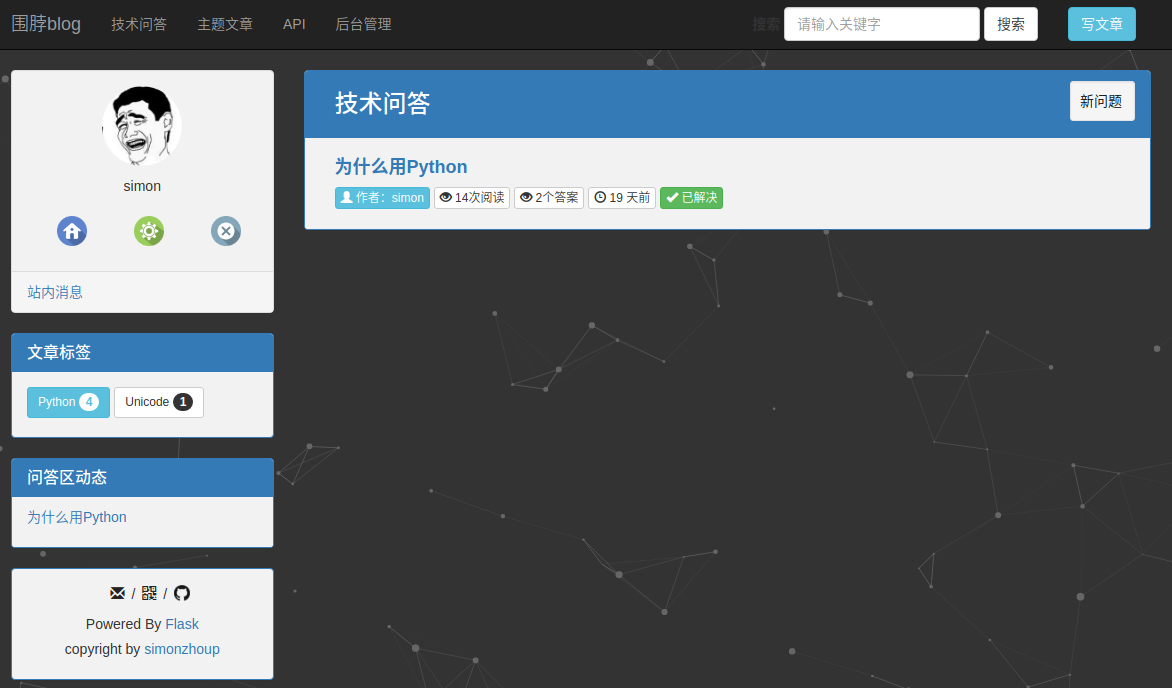 围脖blog 技术问答 主题文章 API 后台管理 搜索 请输入关键字 搜索 写文章
simon
站内消息
文章标签
Python 4 Unicode 1
问答区动态
为什么用Python
/ / 
Powered By Flask
copyright by simonzhoup
技术问答 新问题
为什么用Python
作者：simon 14次阅读 2个答案 19 天前 已解决